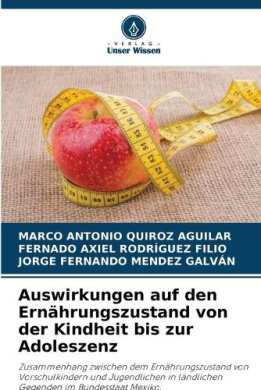 - VERLAG -
Unser Wissen
MARCO ANTONIO QUIROZ AGUILAR
FERNADO AXIEL RODRÍGUEZ FILIO
JORGE FERNANDO MENDEZ GALVÁN
Auswirkungen auf den
Ernährungszustand von
der Kindheit bis zur
Adoleszenz
Zusammenhang zwischen dem Ernährungszustand von
Vorschulkindern und Jugendlichen in ländlichen
Gegenden im Bundesstaat Mexiko.